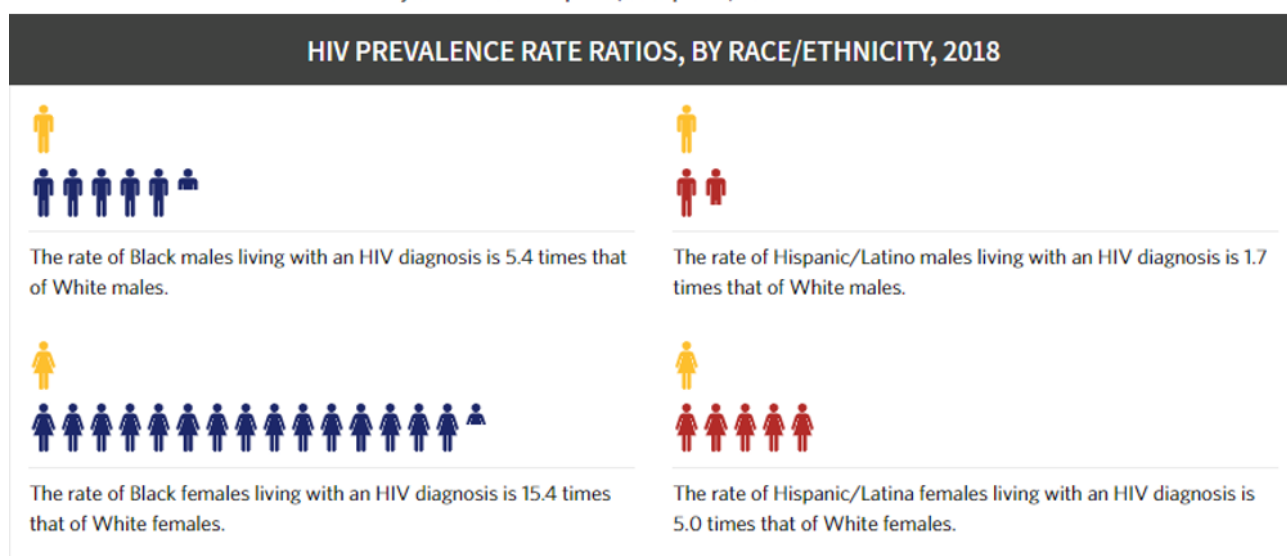 HIV PREVALENCE RATE RATIOS, BY RACE/ETHNICITY, 2018
The rate of Black males living with an HIV diagnosis is 5.4 times that
of White males.
The rate of Hispanic/Latino males living with an HIV diagnosis is 1.7
times that of White males.
The rate of Black females living with an HIV diagnosis is 15.4 times
that of White females.
The rate of Hispanic/Latina females living with an HIV diagnosis is
5.0 times that of White females.